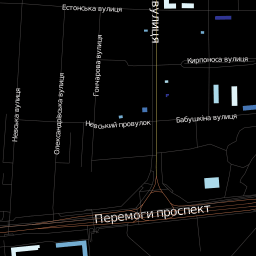 Естонська вулиця
вулиця
Кирпоноса вулиця
Гончарова вулиця
Олександрівська вулиця
Невська вулиця
Невський провулок
Бабушкіна вулиця
Перемоги проспект